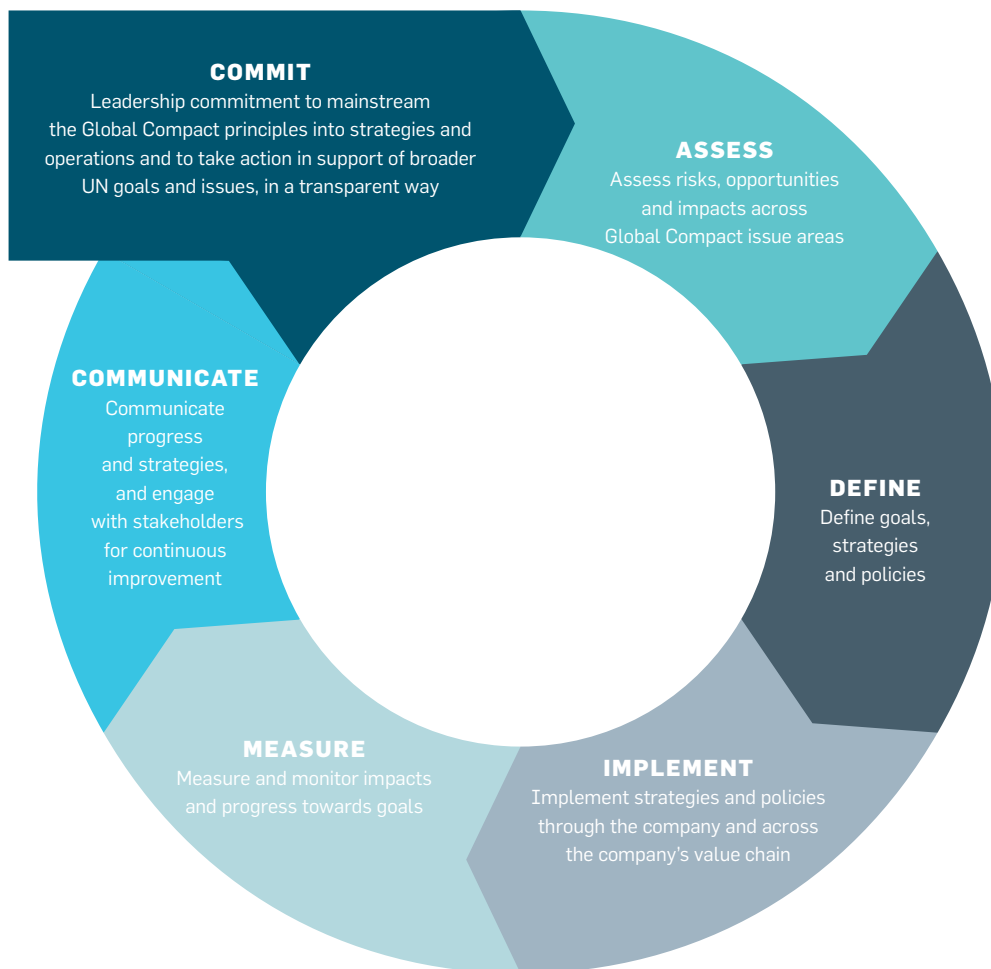 COMMIT
Leadership commitment to mainstream
the Global Compact principles into strategies and
operations and to take action in support of broader
UN goals and issues, in a transparent way
ASSESS
Assess risks, opportunities
and impacts across
Global Compact issue areas
DEFINE
Define goals,
strategies
and policies
IMPLEMENT
Implement strategies and policies
through the company and across
the company's value chain
MEASURE
Measure and monitor impacts
and progress towards goals
COMMUNICATE
Communicate
progress
and strategies,
and engage
with stakeholders
for continuous
improvement